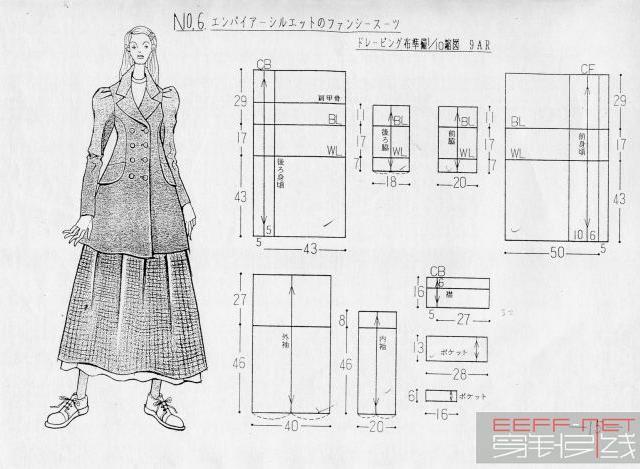 NO.6. エンパイアーシルエットのファンシースーツ
ドレーピング布準備1/10縮図 9AR
CB
29
17
43
肩甲骨
BL
WL
後ろ身頃
5
5
43
11
17
7
BL
後ろ脇
WL
18
BL
前脇
WL
20
11
17
7
CF
BL
WL
前身頃
10
6
50
5
29
17
43
27
46
外袖
40
8
46
内袖
20
CB
6
16
衿
5
27
13
ポケット
28
6
ポケット
16
EEFF-NET